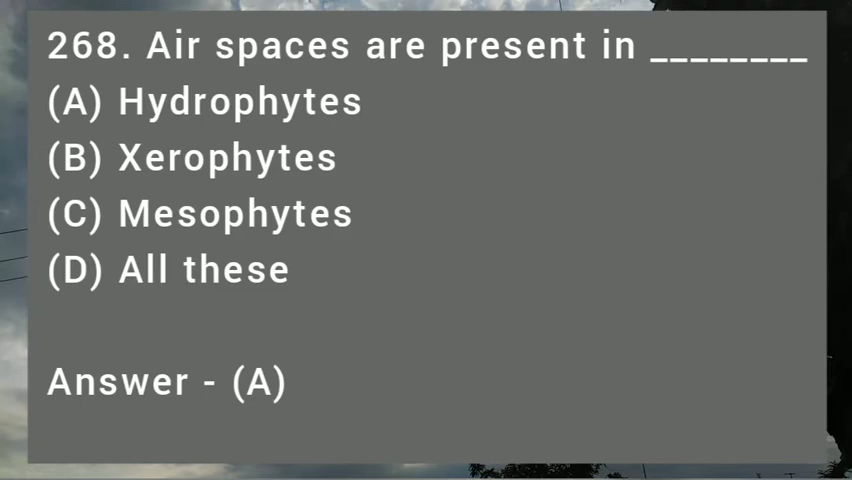 268. Air spaces are present in ________
(A) Hydrophytes
(B) Xerophytes
(C) Mesophytes
(D) All these
Answer - (A)